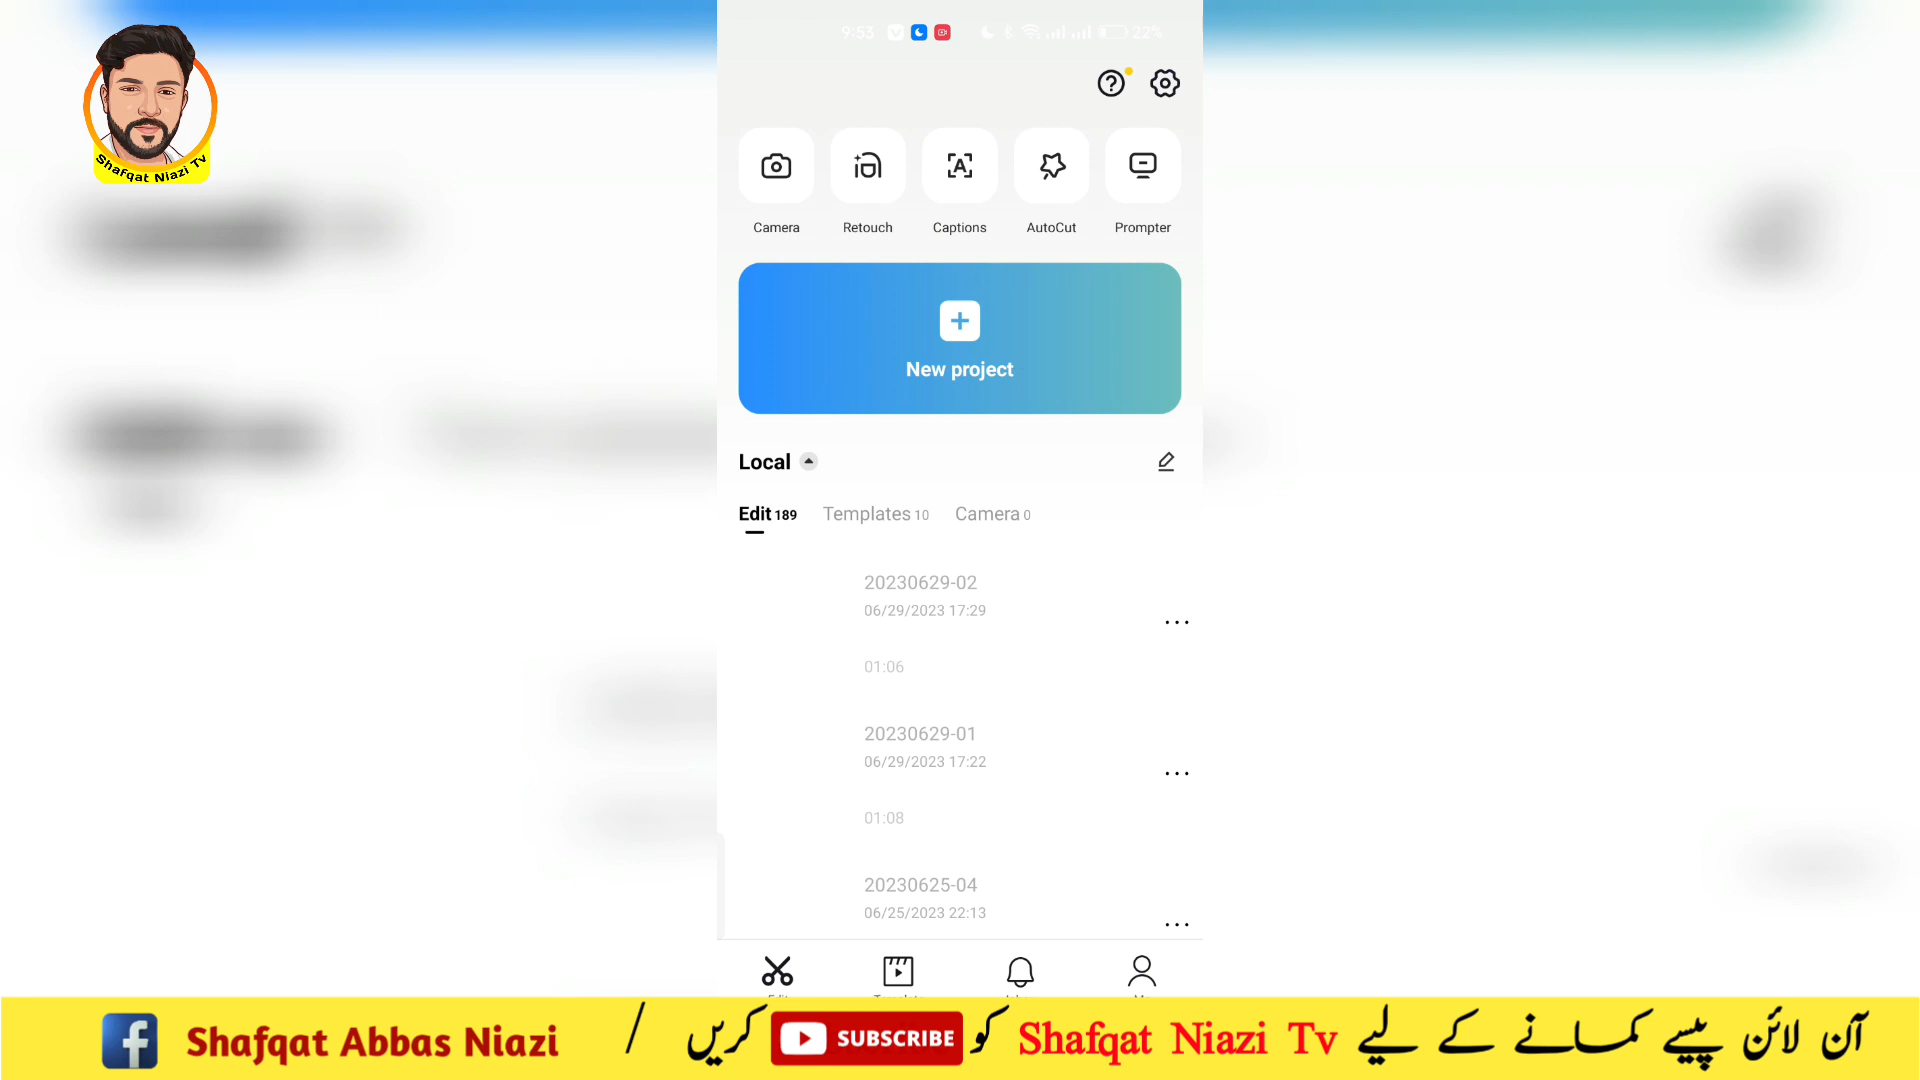 9:53
22%
Shafqat Niazi Tv
Camera Retouch Captions AutoCut Prompter
New project
Local
Edit 189 Templates 10 Camera 0
20230629-02
06/29/2023 17:29
01:06
20230629-01
06/29/2023 17:22
01:08
20230625-04
06/25/2023 22:13
آن لائن پیسے کمانے کے لیے Shafqat Niazi Tv کو SUBSCRIBE کریں / Shafqat Abbas Niazi